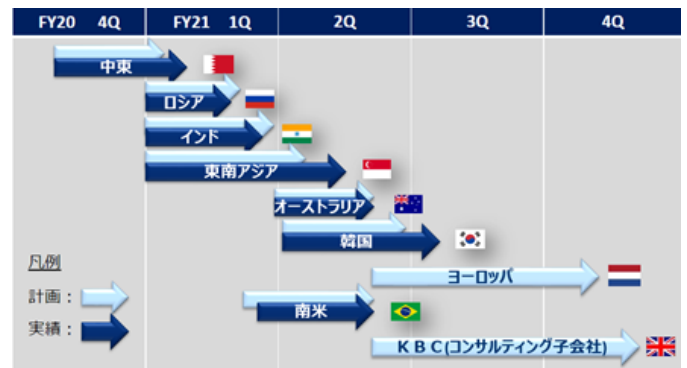 FY20 4Q FY21 1Q 2Q 3Q 4Q
中東
ロシア
インド
東南アジア
オーストラリア
韓国
凡例
ヨーロッパ
計画：
南米
実績：
ＫＢＣ(コンサルティング子会社)